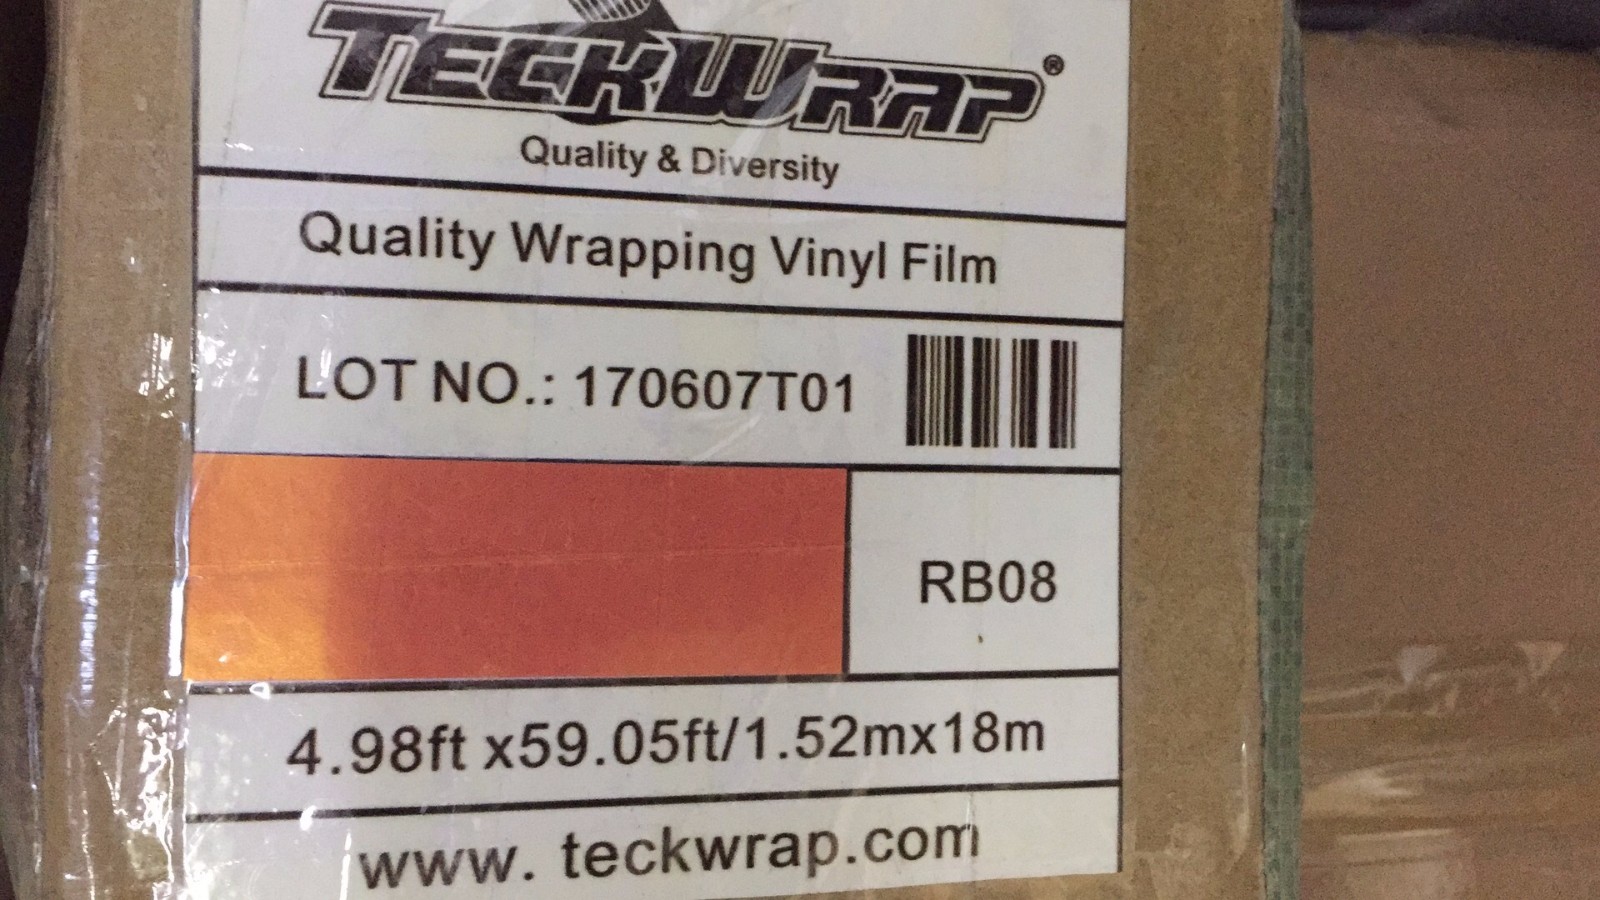 TECKWRAP®
Quality & Diversity
Quality Wrapping Vinyl Film
LOT NO.: 170607T01
RB08
4.98ft x59.05ft/1.52mx18m
www. teckwrap.com